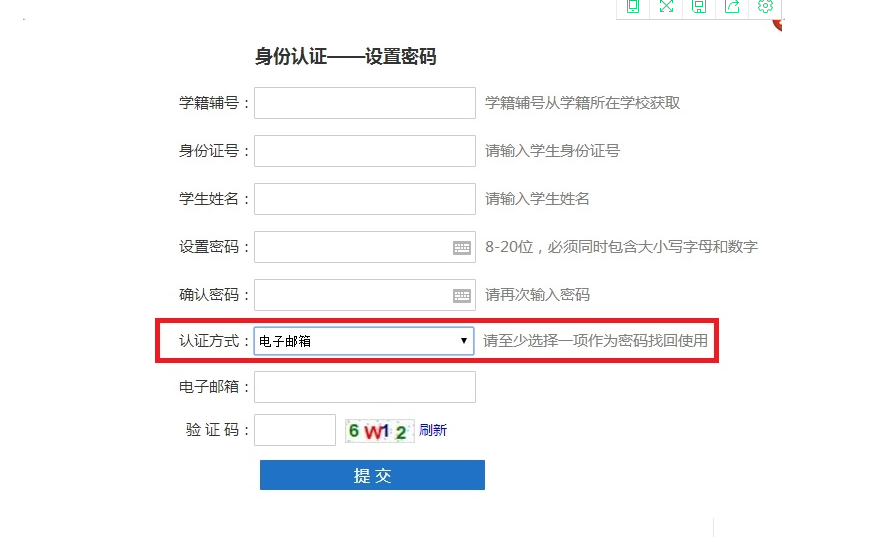 身份认证——设置密码
学籍辅号： 学籍辅号从学籍所在学校获取
身份证号： 请输入学生身份证号
学生姓名： 请输入学生姓名
设置密码： 8-20位，必须同时包含大小写字母和数字
确认密码： 请再次输入密码
认证方式： 电子邮箱 请至少选择一项作为密码找回使用
电子邮箱：
验 证 码： 6 W1 2 刷新
提 交